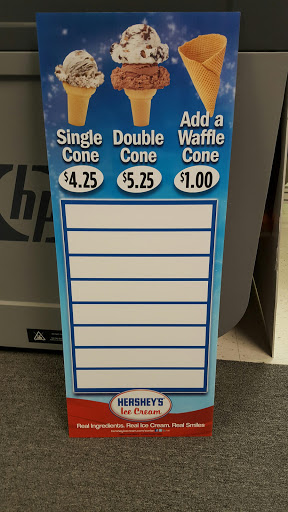 Single Cone
$4.25
Double Cone
$5.25
Add a Waffle Cone
$1.00
hp
HERSHEY'S
Ice Cream
Real Ingredients. Real Ice Cream. Real Smiles